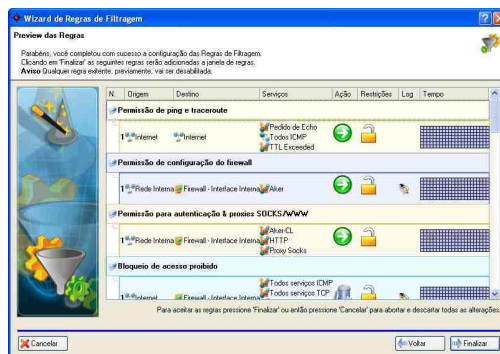 Wizard de Regras de Filtragem
Preview das Regras
Parabéns, você completou com sucesso a configuração das Regras de Filtragem.
Clicando em 'Finalizar' as seguintes regras serão adicionadas a janela de regras.
Aviso Qualquer regra existente, previamente, vai ser desabilitada.
N. Origem Destino Serviços Ação Restrições Log Tempo
Permissão de ping e traceroute
1 Internet Internet Pedido de Echo
Todos ICMP
TTL Exceeded
Permissão de configuração do firewall
1 Rede Interna Firewall - Interface Interna Aker
Permissão para autenticação & proxies SOCKS/WWW
1 Rede Interna Firewall - Interface Interna Aker-CL
HTTP
Proxy Socks
Bloqueio de acesso proibido
1 Internet Firewall - Interface Interna Todos serviços ICMP
Todos serviços TCP
Para aceitar as regras pressione 'Finalizar' ou então pressione 'Cancelar' para abortar e descartar todas as alterações.
Cancelar Voltar Finalizar